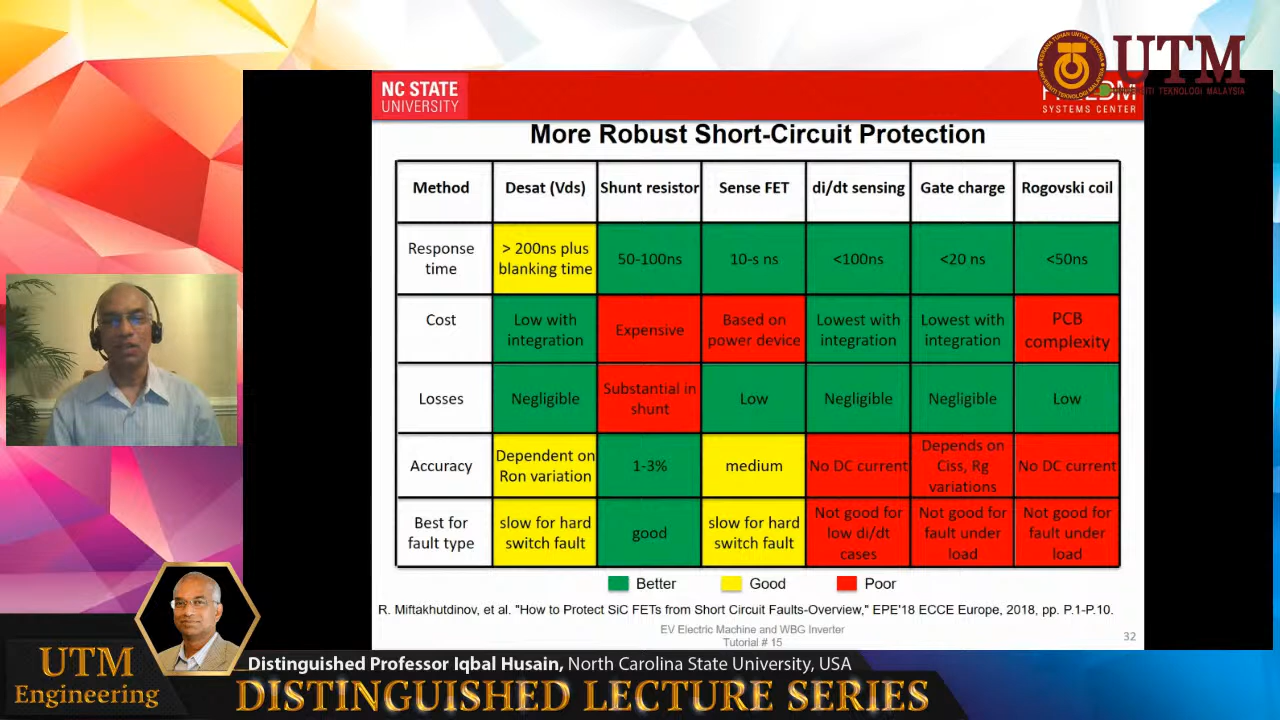 UTM
UNIVERSITI TEKNOLOGI MALAYSIA
NC STATE
UNIVERSITY
SYSTEMS CENTER
More Robust Short-Circuit Protection
Method
Desat (Vds)
Shunt resistor
Sense FET
di/dt sensing
Gate charge
Rogovski coil
Response
time
> 200ns plus
blanking time
50-100ns
10-s ns
<100ns
<20 ns
<50ns
Cost
Low with
integration
Expensive
Based on
power device
Lowest with
integration
Lowest with
integration
PCB
complexity
Losses
Negligible
Substantial in
shunt
Low
Negligible
Negligible
Low
Accuracy
Dependent on
Ron variation
1-3%
medium
No DC current
Depends on
Ciss, Rg
variations
No DC current
Best for
fault type
slow for hard
switch fault
good
slow for hard
switch fault
Not good for
low di/dt
cases
Not good for
fault under
load
Not good for
fault under
load
Better
Good
Poor
R. Miftakhutdinov, et al. "How to Protect SiC FETs from Short Circuit Faults-Overview," EPE'18 ECCE Europe, 2018, pp. P.1-P.10.
EV Electric Machine and WBG Inverter
Tutorial # 15
32
UTM
Engineering
Distinguished Professor Iqbal Husain, North Carolina State University, USA
DISTINGUISHED LECTURE SERIES